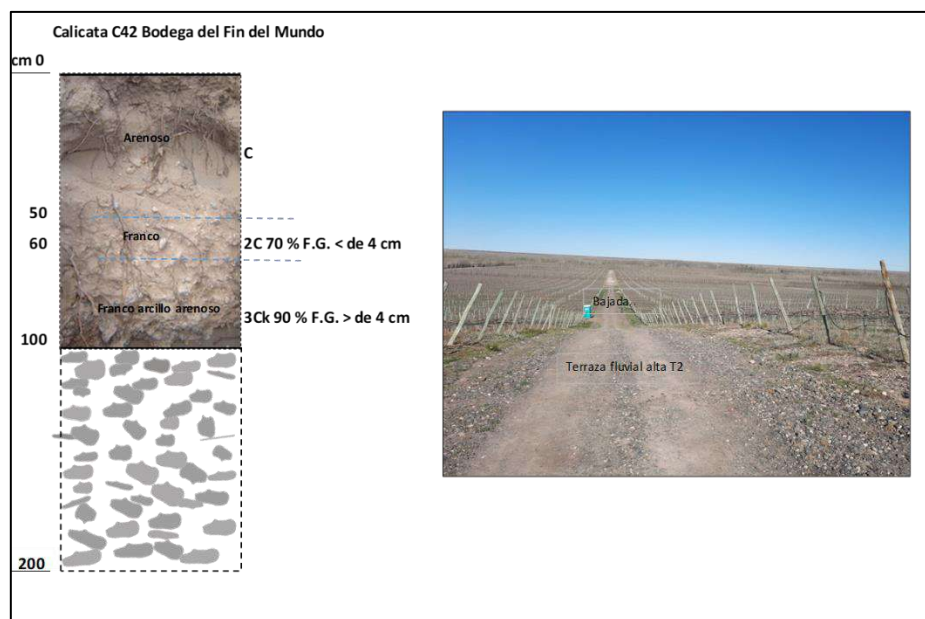 Calicata C42 Bodega del Fin del Mundo
cm 0
Arenoso
C
50
Franco
60
2C 70 % F.G. < de 4 cm
Franco arcillo arenoso
3Ck 90 % F.G. > de 4 cm
100
200
Bajada
Terraza fluvial alta T2